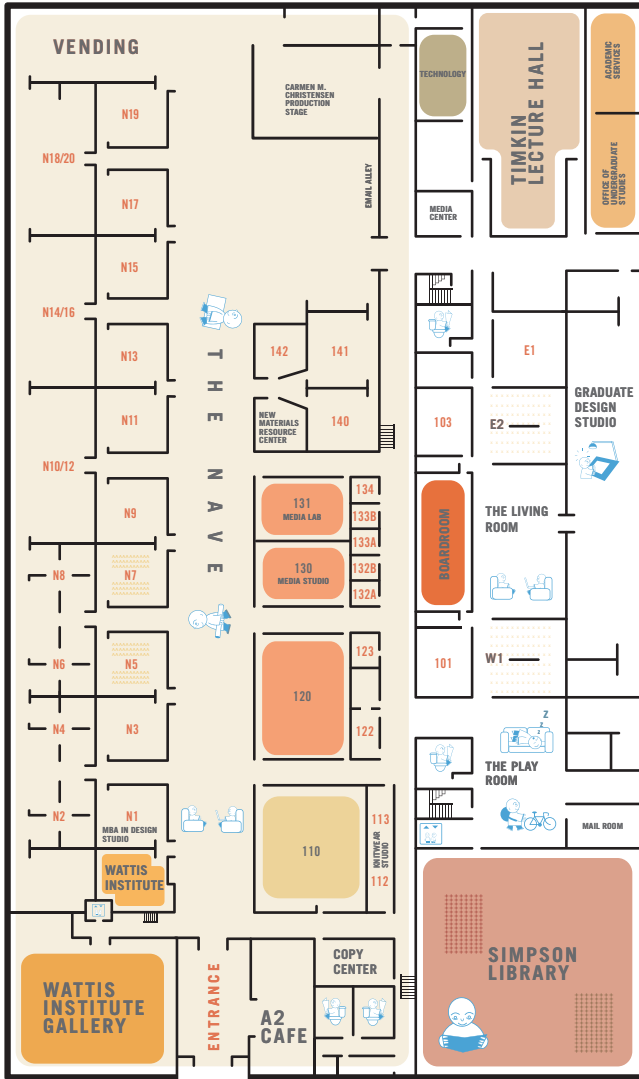 VENDING
CARMEN M.
CHRISTENSEN
PRODUCTION
STAGE
TECHNOLOGY
TIMKIN
LECTURE HALL
ACADEMIC
SERVICES
OFFICE OF
UNDERGRADUATE
STUDIES
N19
N18/20
EMAIL ALLEY
MEDIA
CENTER
N17
N15
N14/16
THE NAVE
N13
142
141
E1
N11
NEW
MATERIALS
RESOURCE
CENTER
140
103
E2
GRADUATE
DESIGN
STUDIO
N10/12
N9
131
MEDIA LAB
134
133B
133A
BOARDROOM
THE LIVING
ROOM
N8
N7
130
MEDIA STUDIO
132B
132A
N6
N5
123
101
W1
120
N4
N3
122
Z
Z
Z
THE PLAY
ROOM
N2
N1
MBA IN DESIGN
STUDIO
110
113
KNITWEAR
STUDIO
112
MAIL ROOM
WATTIS
INSTITUTE
WATTIS
INSTITUTE
GALLERY
ENTRANCE
A2
CAFE
COPY
CENTER
SIMPSON
LIBRARY